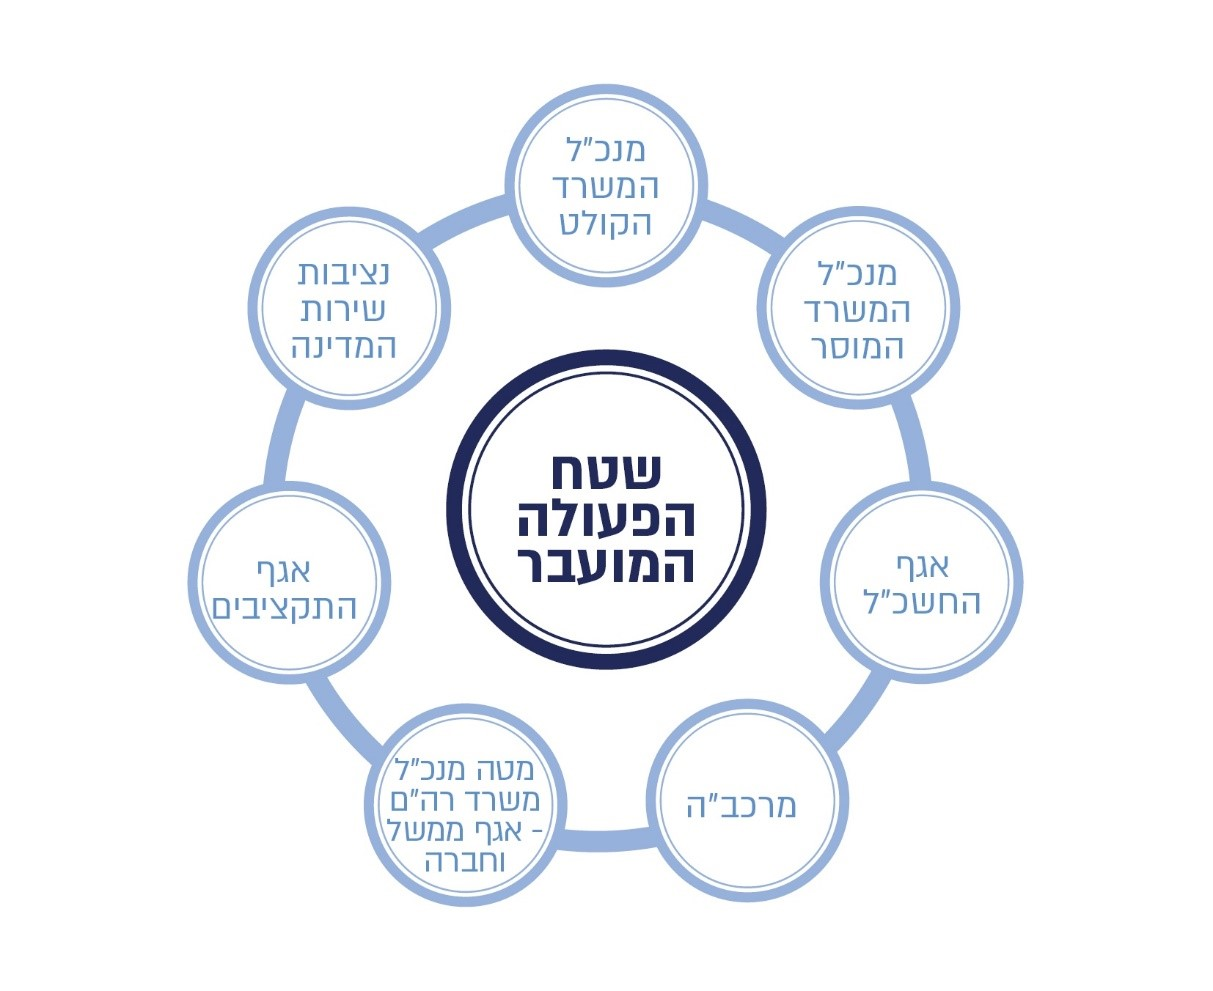 מנכ"ל
המשרד
הקולט
מנכ"ל
המשרד
המוסר
אגף
החשכ"ל
מרכב"ה
מטה מנכ"ל
משרד רה"ם
- אגף ממשל
וחברה
אגף
התקציבים
נציבות
שירות
המדינה
שטח
הפעולה
המועבר